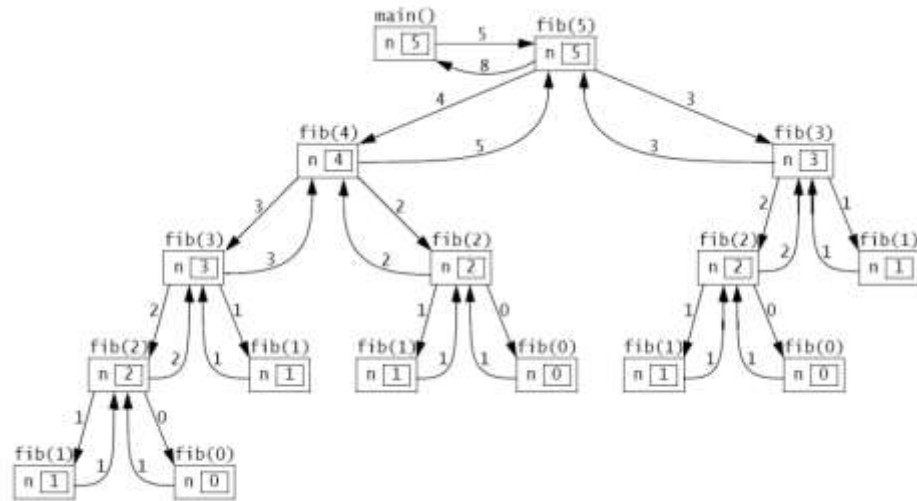 main() fib(5)
n 5 5 n 5
8
4 3
fib(4) fib(3)
n 4 5 3 n 3
3 2 2 1
fib(3) fib(2) fib(2) fib(1)
n 3 3 2 n 2 n 2 2 1 n 1
2 1 1 0 1 0
fib(2) fib(1) fib(1) fib(0) fib(1) fib(0)
n 2 2 1 n 1 n 1 1 1 n 0 n 1 1 1 n 0
1 0
fib(1) fib(0)
n 1 1 1 n 0